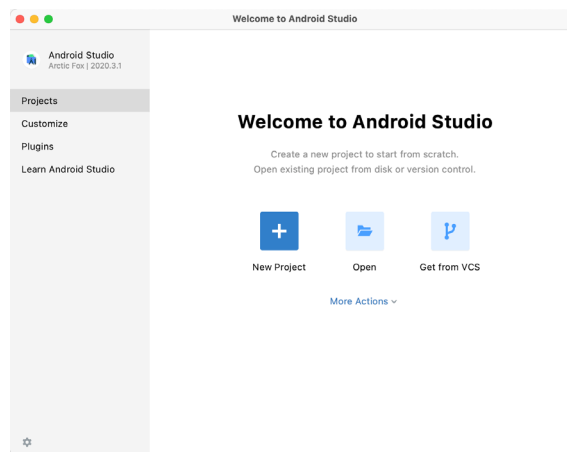 Welcome to Android Studio
Android Studio
Arctic Fox | 2020.3.1
Projects
Customize
Plugins
Learn Android Studio
Welcome to Android Studio
Create a new project to start from scratch.
Open existing project from disk or version control.
New Project
Open
Get from VCS
More Actions